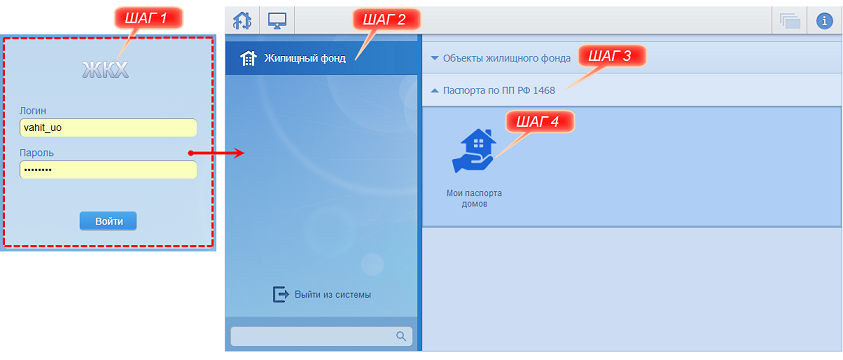 ШАГ 1
ЖКХ
Логин
vahit_uo
Пароль
••••••••
Войти
ШАГ 2
Жилищный фонд
Выйти из системы
Объекты жилищного фонда
ШАГ 3
Паспорта по ПП РФ 1468
ШАГ 4
Мои паспорта
домов